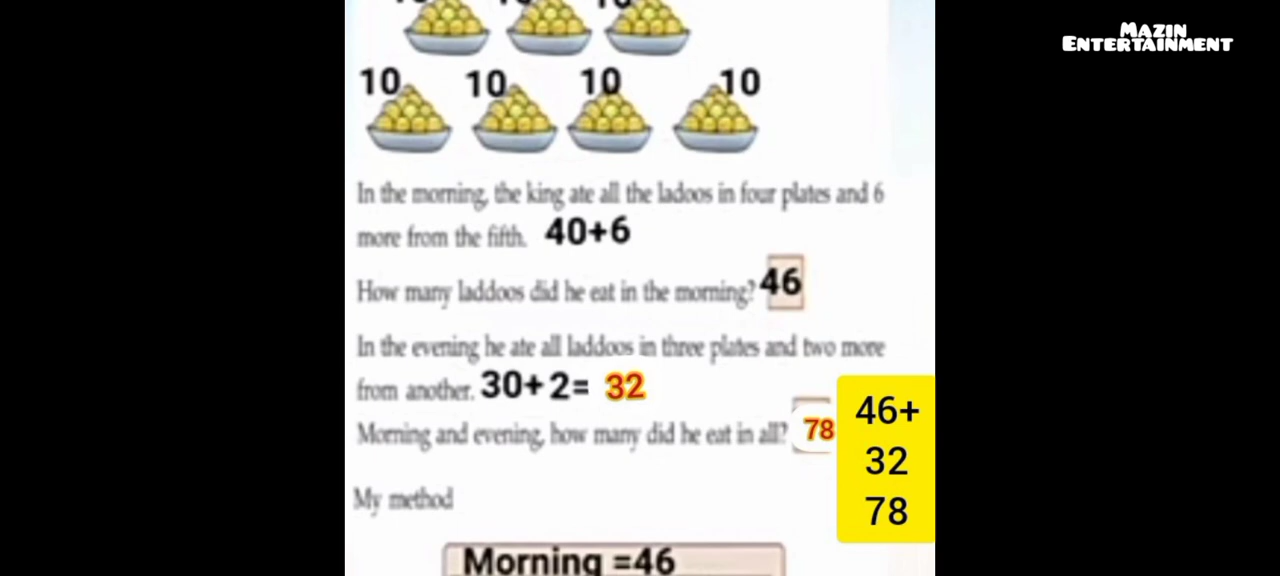 MAZIN
ENTERTAINMENT
10 10 10
10 10 10 10
In the morning, the king ate all the ladoos in four plates and 6
more from the fifth. 40+6
How many laddoos did he eat in the morning? 46
In the evening he ate all laddoos in three plates and two more
from another. 30+2= 32
Morning and evening, how many did he eat in all? 78
46+
32
78
My method
Morning =46